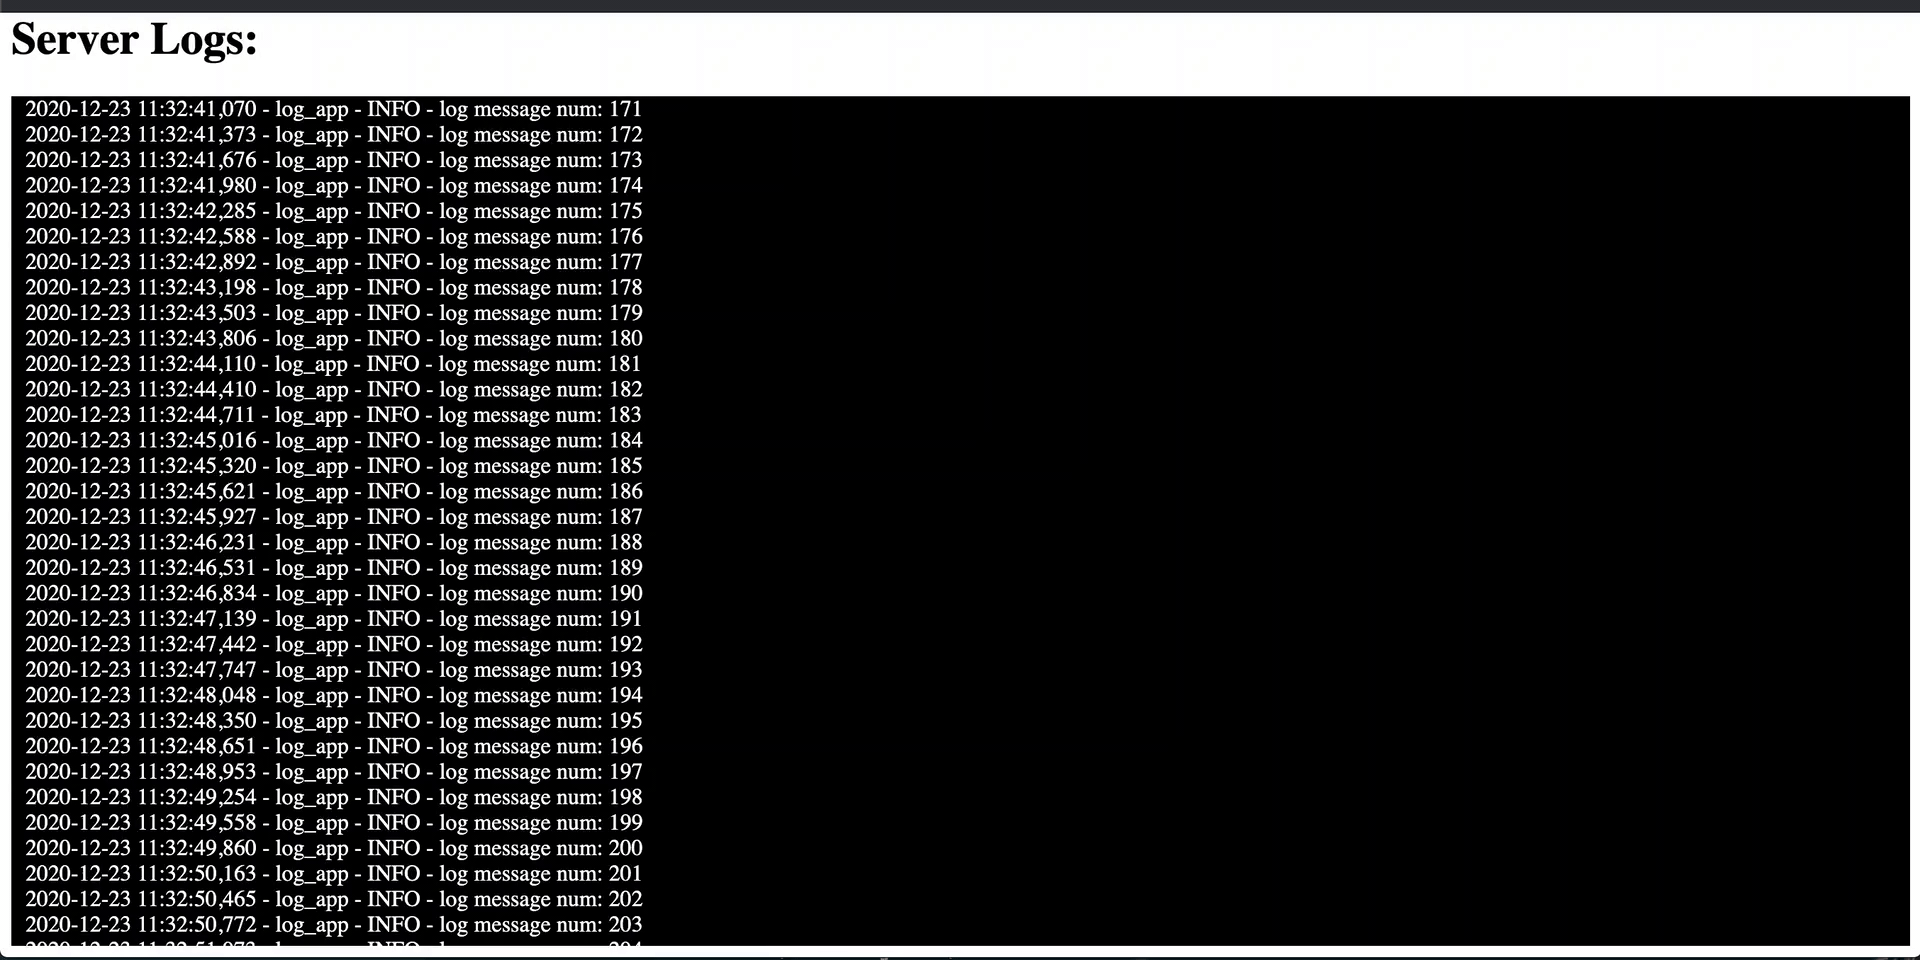 Server Logs:
2020-12-23 11:32:41,070 - log_app - INFO - log message num: 171
2020-12-23 11:32:41,373 - log_app - INFO - log message num: 172
2020-12-23 11:32:41,676 - log_app - INFO - log message num: 173
2020-12-23 11:32:41,980 - log_app - INFO - log message num: 174
2020-12-23 11:32:42,285 - log_app - INFO - log message num: 175
2020-12-23 11:32:42,588 - log_app - INFO - log message num: 176
2020-12-23 11:32:42,892 - log_app - INFO - log message num: 177
2020-12-23 11:32:43,198 - log_app - INFO - log message num: 178
2020-12-23 11:32:43,503 - log_app - INFO - log message num: 179
2020-12-23 11:32:43,806 - log_app - INFO - log message num: 180
2020-12-23 11:32:44,110 - log_app - INFO - log message num: 181
2020-12-23 11:32:44,410 - log_app - INFO - log message num: 182
2020-12-23 11:32:44,711 - log_app - INFO - log message num: 183
2020-12-23 11:32:45,016 - log_app - INFO - log message num: 184
2020-12-23 11:32:45,320 - log_app - INFO - log message num: 185
2020-12-23 11:32:45,621 - log_app - INFO - log message num: 186
2020-12-23 11:32:45,927 - log_app - INFO - log message num: 187
2020-12-23 11:32:46,231 - log_app - INFO - log message num: 188
2020-12-23 11:32:46,531 - log_app - INFO - log message num: 189
2020-12-23 11:32:46,834 - log_app - INFO - log message num: 190
2020-12-23 11:32:47,139 - log_app - INFO - log message num: 191
2020-12-23 11:32:47,442 - log_app - INFO - log message num: 192
2020-12-23 11:32:47,747 - log_app - INFO - log message num: 193
2020-12-23 11:32:48,048 - log_app - INFO - log message num: 194
2020-12-23 11:32:48,350 - log_app - INFO - log message num: 195
2020-12-23 11:32:48,651 - log_app - INFO - log message num: 196
2020-12-23 11:32:48,953 - log_app - INFO - log message num: 197
2020-12-23 11:32:49,254 - log_app - INFO - log message num: 198
2020-12-23 11:32:49,558 - log_app - INFO - log message num: 199
2020-12-23 11:32:49,860 - log_app - INFO - log message num: 200
2020-12-23 11:32:50,163 - log_app - INFO - log message num: 201
2020-12-23 11:32:50,465 - log_app - INFO - log message num: 202
2020-12-23 11:32:50,772 - log_app - INFO - log message num: 203